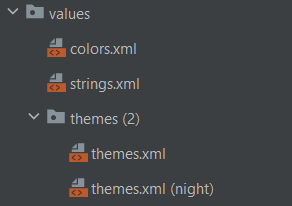 values
colors.xml
strings.xml
themes (2)
themes.xml
themes.xml (night)